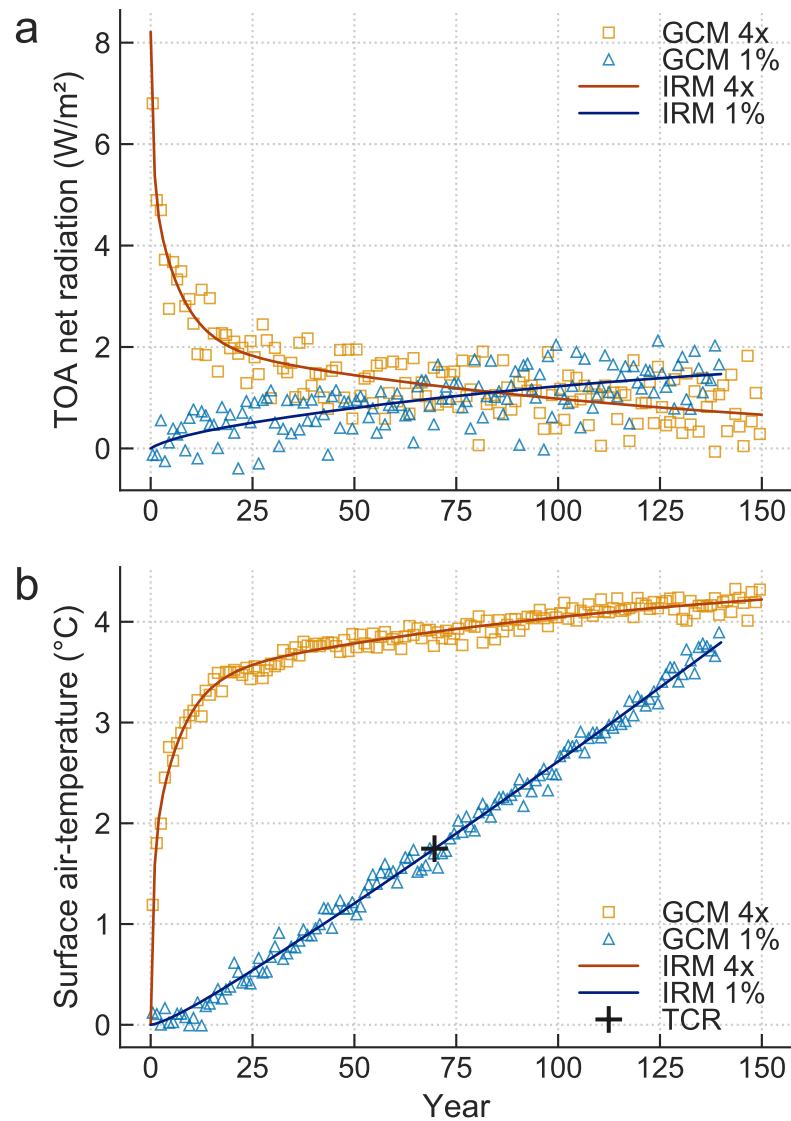 a
TOA net radiation (W/m²)
8
6
4
2
0
GCM 4x
GCM 1%
IRM 4x
IRM 1%
0 25 50 75 100 125 150
b
Surface air-temperature (°C)
4
3
2
1
0
GCM 4x
GCM 1%
IRM 4x
IRM 1%
TCR
0 25 50 75 100 125 150
Year